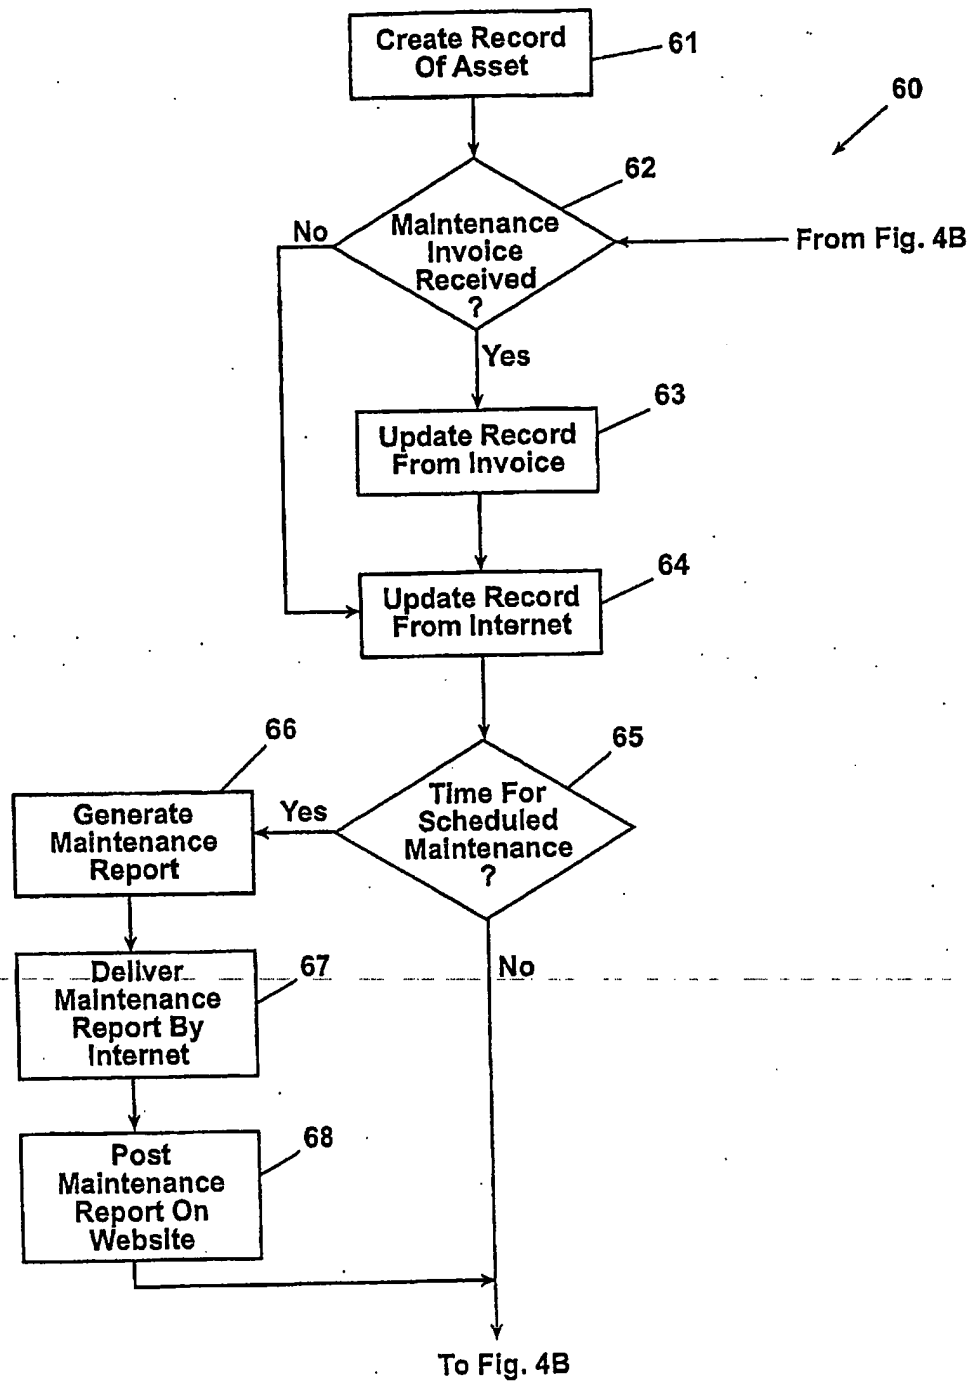 Create Record
Of Asset
61
60
62
No
Maintenance
Invoice
Received
?
From Fig. 4B
Yes
63
Update Record
From Invoice
64
Update Record
From Internet
66
65
Generate
Maintenance
Report
Yes
Time For
Scheduled
Maintenance
?
Deliver
Maintenance
Report By
Internet
67
No
68
Post
Maintenance
Report On
Website
To Fig. 4B